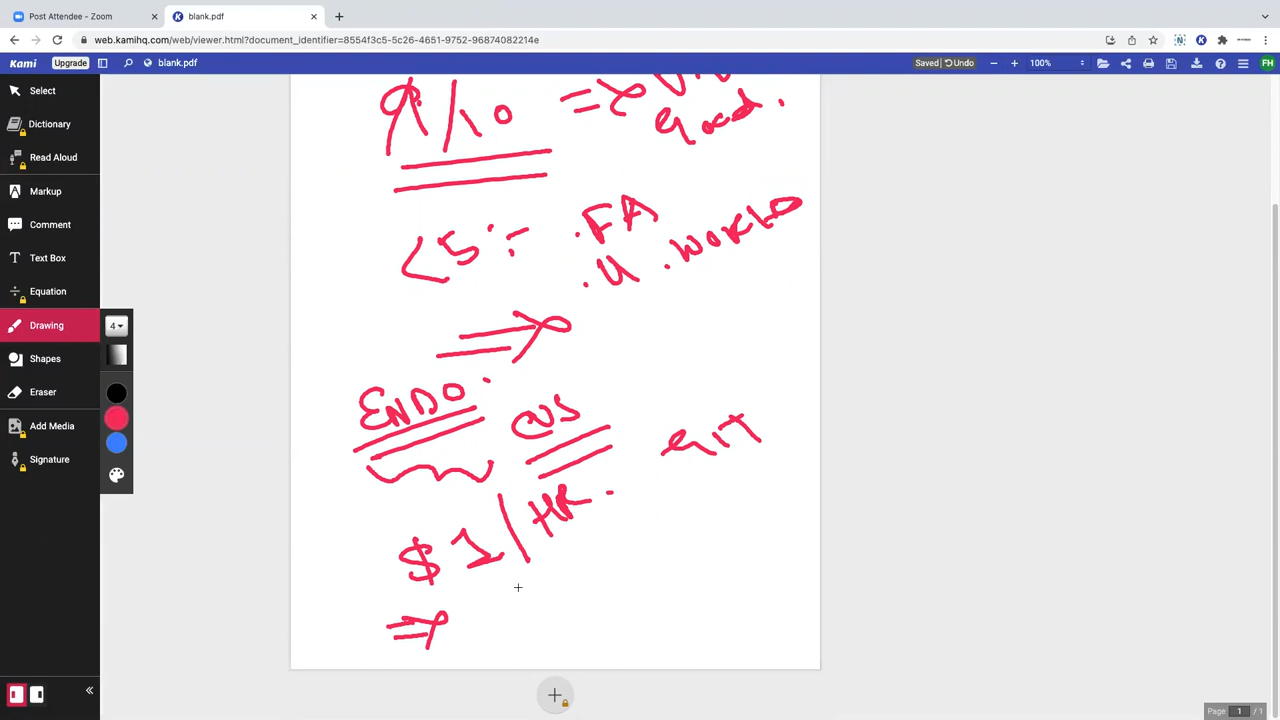 Post Attendee - Zoom
blank.pdf
web.kamihq.com/web/viewer.html?document_identifier=8554f3c5-5c26-4651-9752-96874082214e
Kami
Upgrade
blank.pdf
Saved
Undo
100%
FH
Select
Dictionary
Read Aloud
Markup
Comment
Text Box
Equation
Drawing
Shapes
Eraser
Add Media
Signature
4
9/10 =>
Good.
<5:- .FA
.U.WORLD
=>
ENDO. CVS GIT
$1/HR.
=>
Page 1 / 1